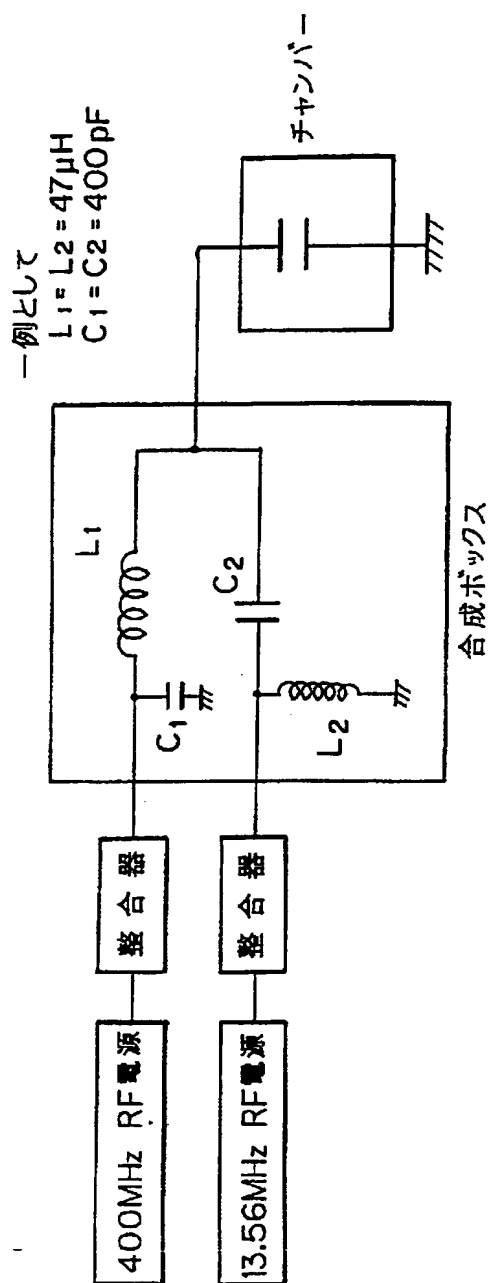 一例として
L1=L2=47μH
C1=C2=400pF
チャンバー
L1
C2
C1
L2
合成ボックス
整合器
整合器
400MHz RF電源
13.56MHz RF電源